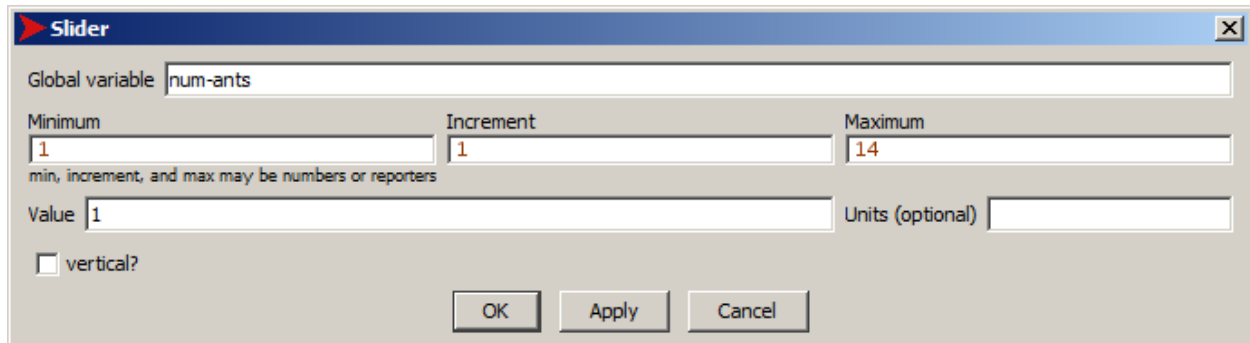 Slider
Global variable num-ants
Minimum Increment Maximum
1 1 14
min, increment, and max may be numbers or reporters
Value 1 Units (optional)
vertical?
OK Apply Cancel